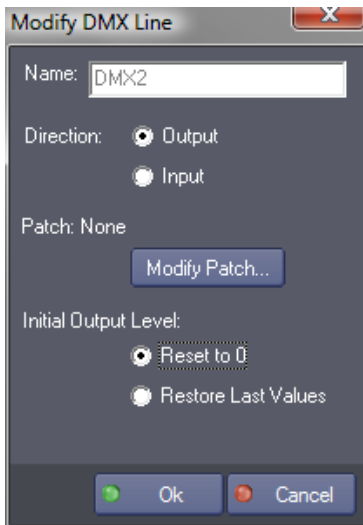 Modify DMX Line
Name: DMX2
Direction: Output
Input
Patch: None
Modify Patch...
Initial Output Level:
Reset to 0
Restore Last Values
Ok Cancel